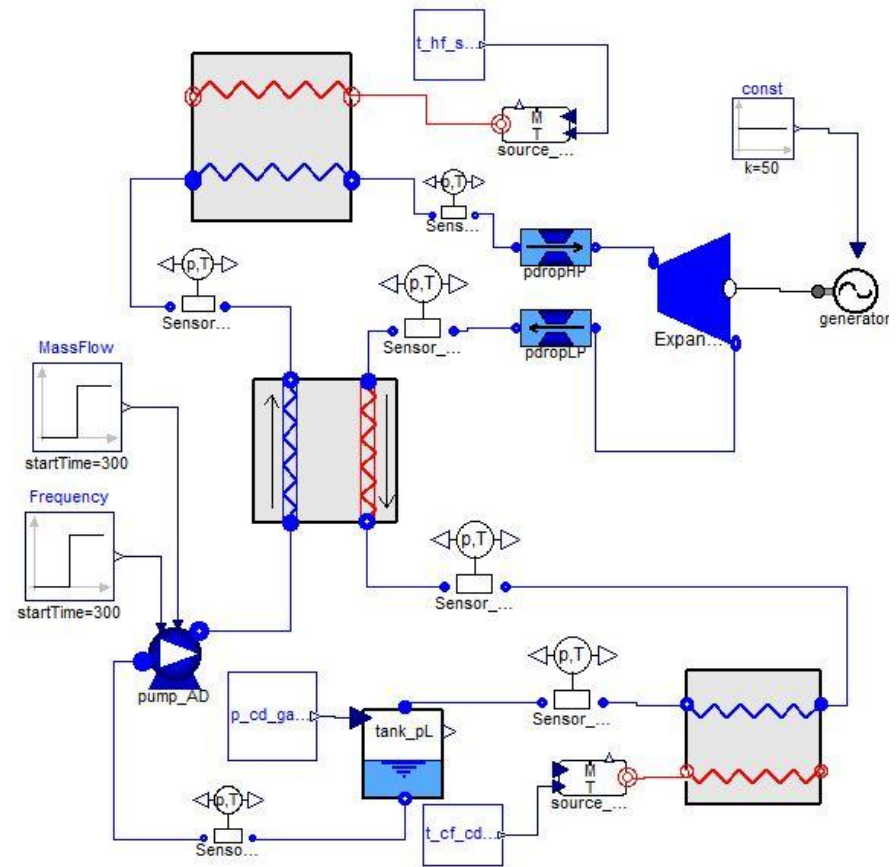 t_hf_s...
const
M
T
source_...
k=50
p,T
Sens...
p,T
pdropHP
p,T
Sensor...
pdropLP
generator
Sensor_...
Expan...
MassFlow
startTime=300
Frequency
p,T
Sensor_...
startTime=300
p,T
pump_AD
p_cd_ga...
tank_pL
Sensor_...
M
T
source_...
p,T
t_cf_cd...
Senso...